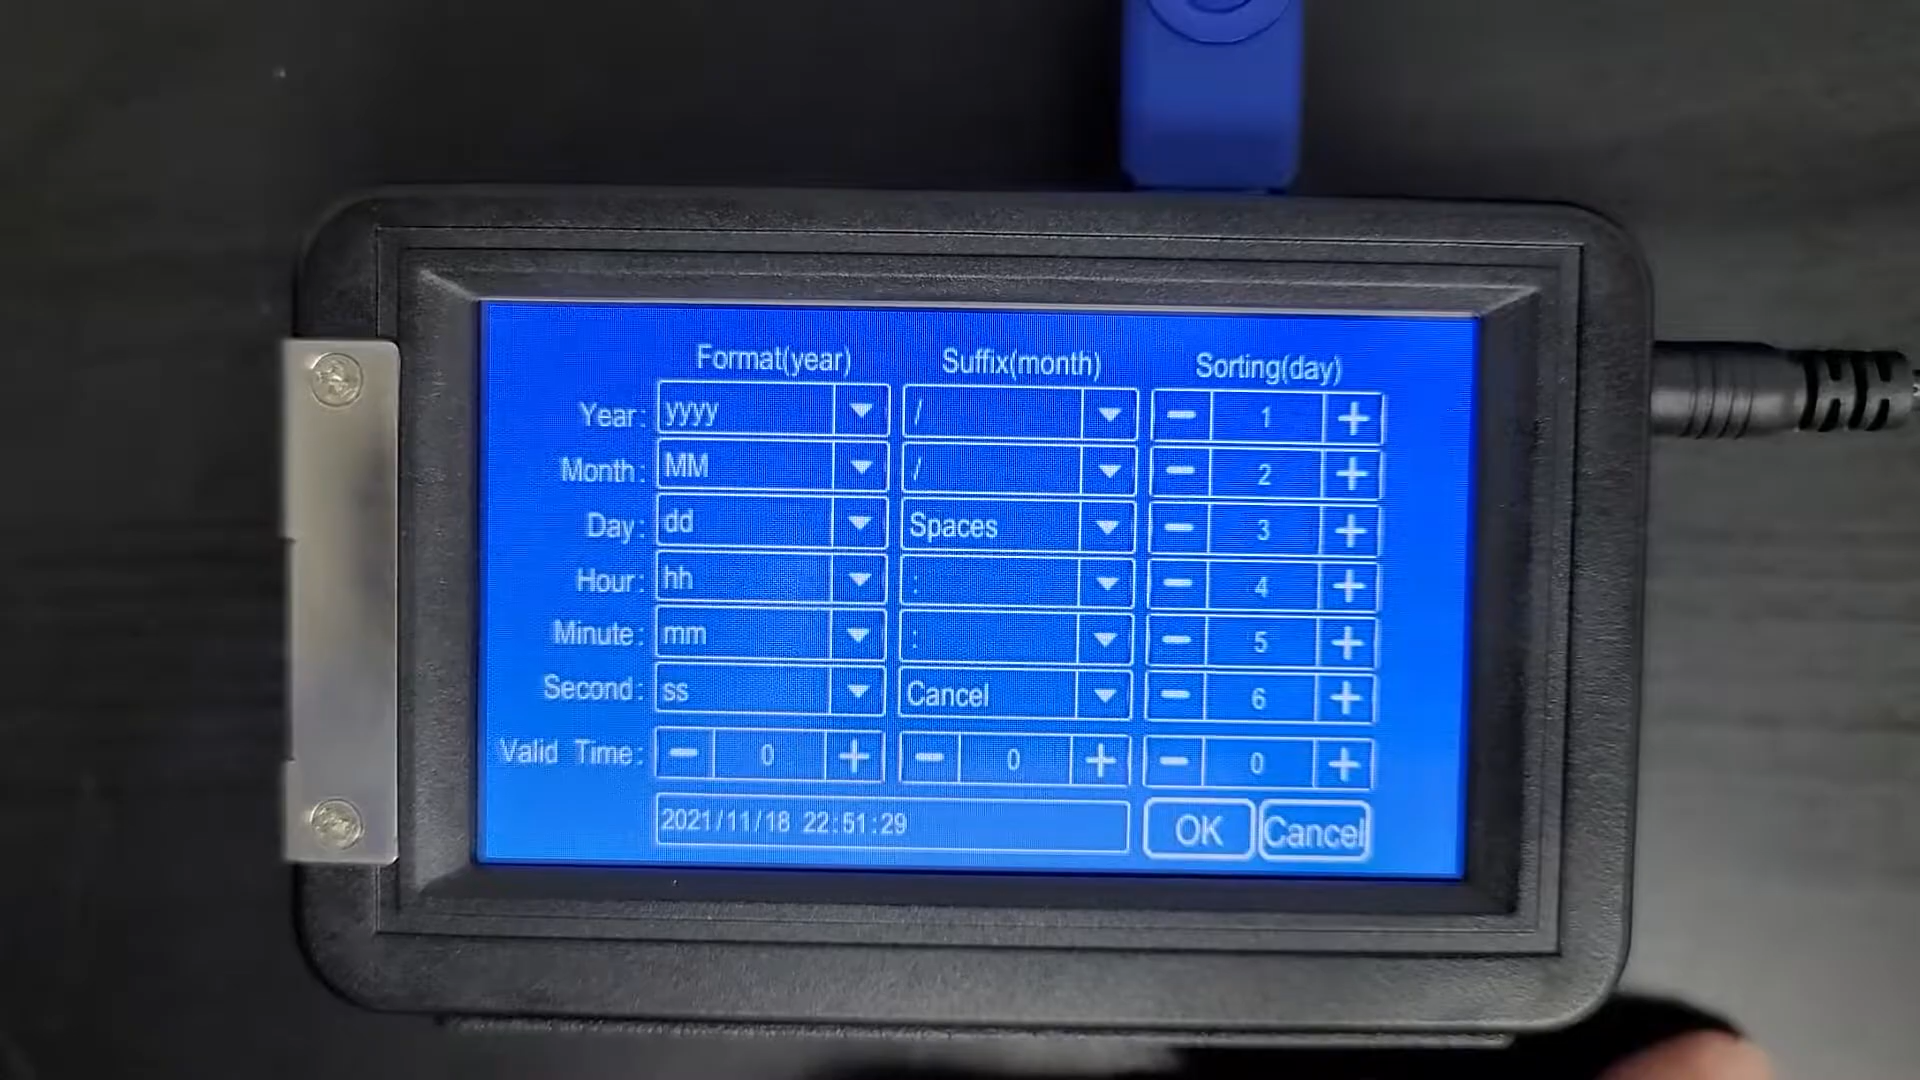 Format(year) Suffix(month) Sorting(day)
Year: yyyy / − 1 +
Month: MM / − 2 +
Day: dd Spaces − 3 +
Hour: hh : − 4 +
Minute: mm : − 5 +
Second: ss Cancel − 6 +
Valid Time: − 0 + − 0 + − 0 +
2021/11/18 22:51:29 OK Cancel